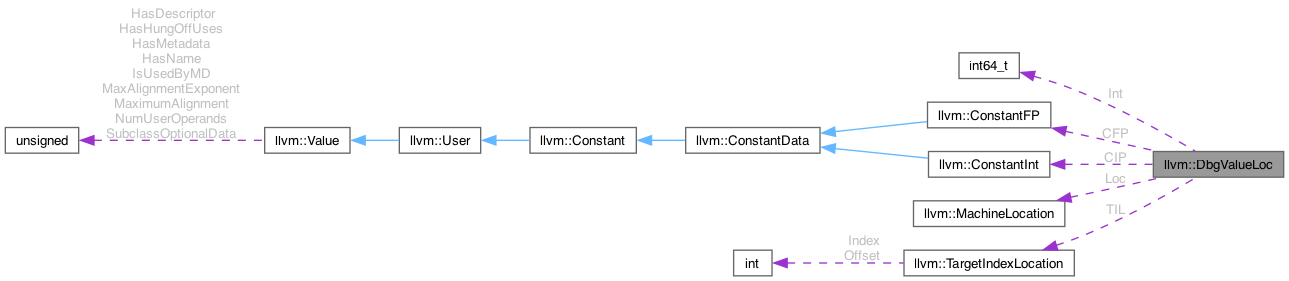 HasDescriptor
HasHungOffUses
HasMetadata
HasName
IsUsedByMD
MaxAlignmentExponent
MaximumAlignment
NumUserOperands
SubclassOptionalData
unsigned
llvm::Value
llvm::User
llvm::Constant
llvm::ConstantData
int64_t
Int
llvm::ConstantFP
CFP
llvm::ConstantInt
CIP
llvm::DbgValueLoc
Loc
llvm::MachineLocation
TIL
int
Index
Offset
llvm::TargetIndexLocation